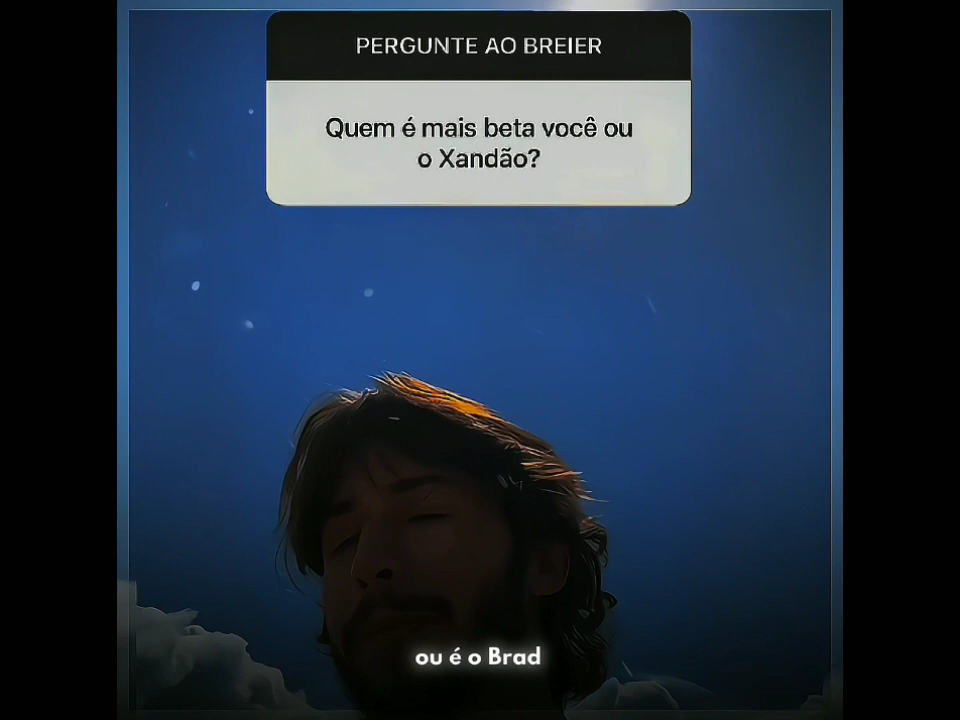 PERGUNTE AO BREIER
Quem é mais beta você ou
o Xandão?
ou é o Brad